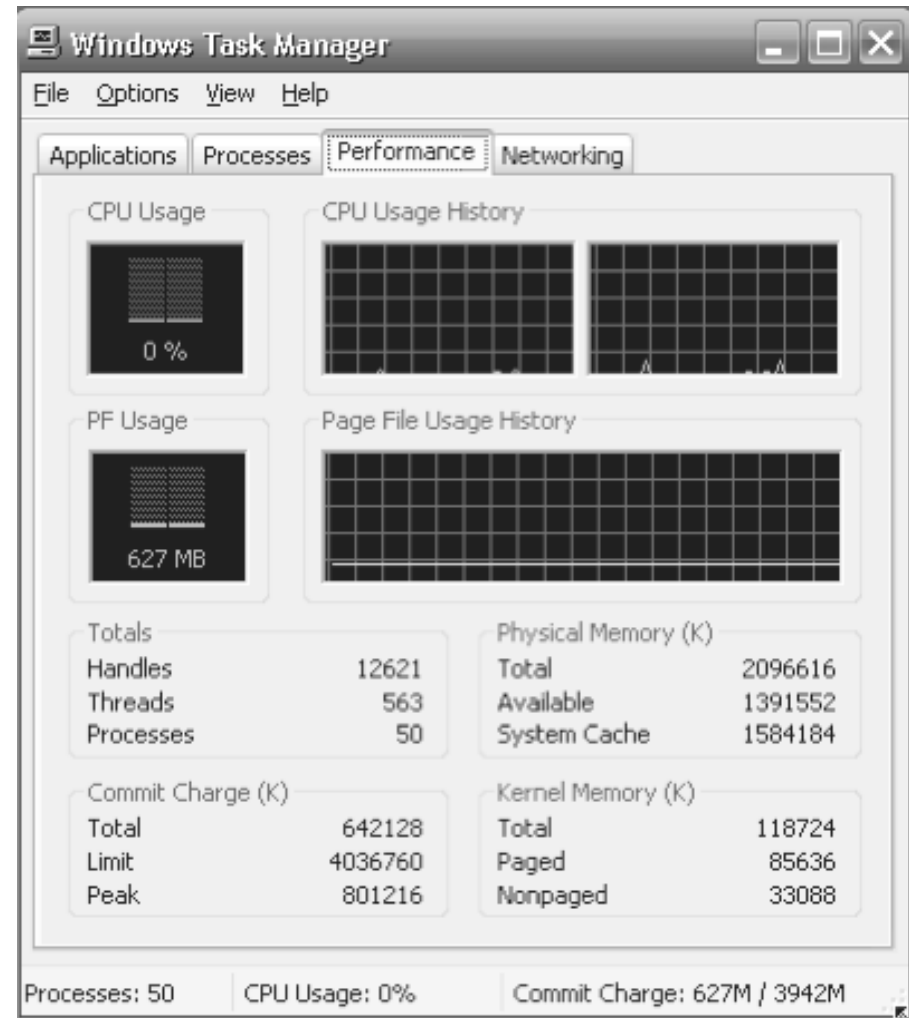 Windows Task Manager
File Options View Help
Applications Processes Performance Networking
CPU Usage CPU Usage History
0 %
PF Usage Page File Usage History
627 MB
Totals
Handles 12621
Threads 563
Processes 50
Physical Memory (K)
Total 2096616
Available 1391552
System Cache 1584184
Commit Charge (K)
Total 642128
Limit 4036760
Peak 801216
Kernel Memory (K)
Total 118724
Paged 85636
Nonpaged 33088
Processes: 50 CPU Usage: 0% Commit Charge: 627M / 3942M